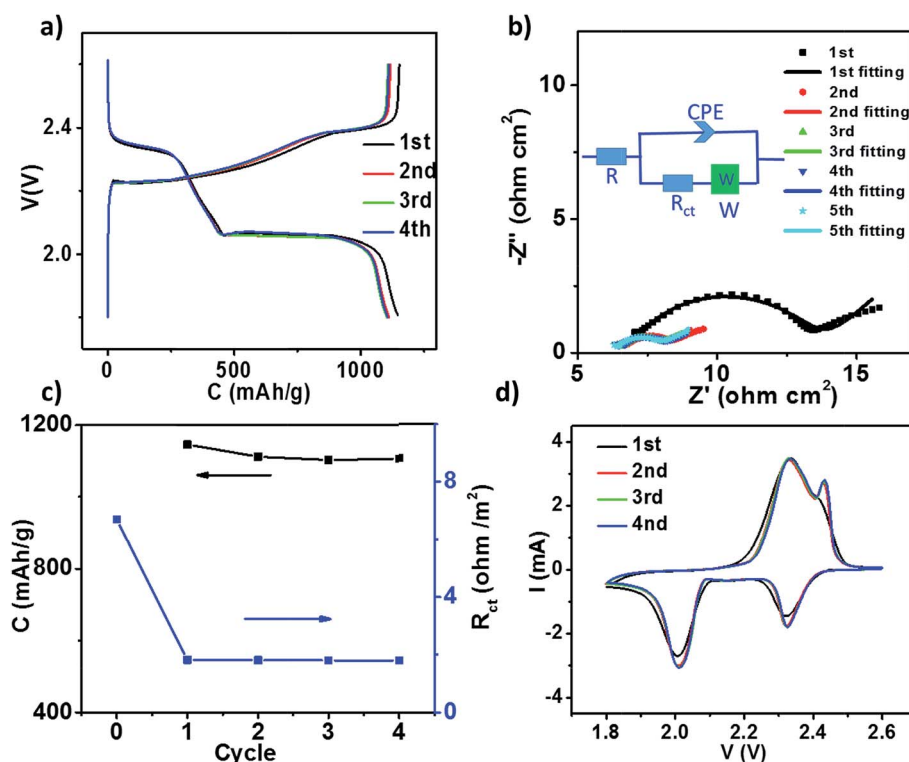 a)
V(V)
2.4
2.0
1st
2nd
3rd
4th
0
500
1000
C (mAh/g)
b)
-Z'' (ohm cm²)
10
5
0
5
10
15
Z' (ohm cm²)
1st
1st fitting
2nd
2nd fitting
3rd
3rd fitting
4th
4th fitting
5th
5th fitting
CPE
R
Rct
W
W
c)
C (mAh/g)
1200
800
400
0
1
2
3
4
Cycle
8
4
0
Rct (ohm /m²)
d)
I (mA)
4
2
0
-2
-4
1st
2nd
3rd
4nd
1.8
2.0
2.2
2.4
2.6
V (V)